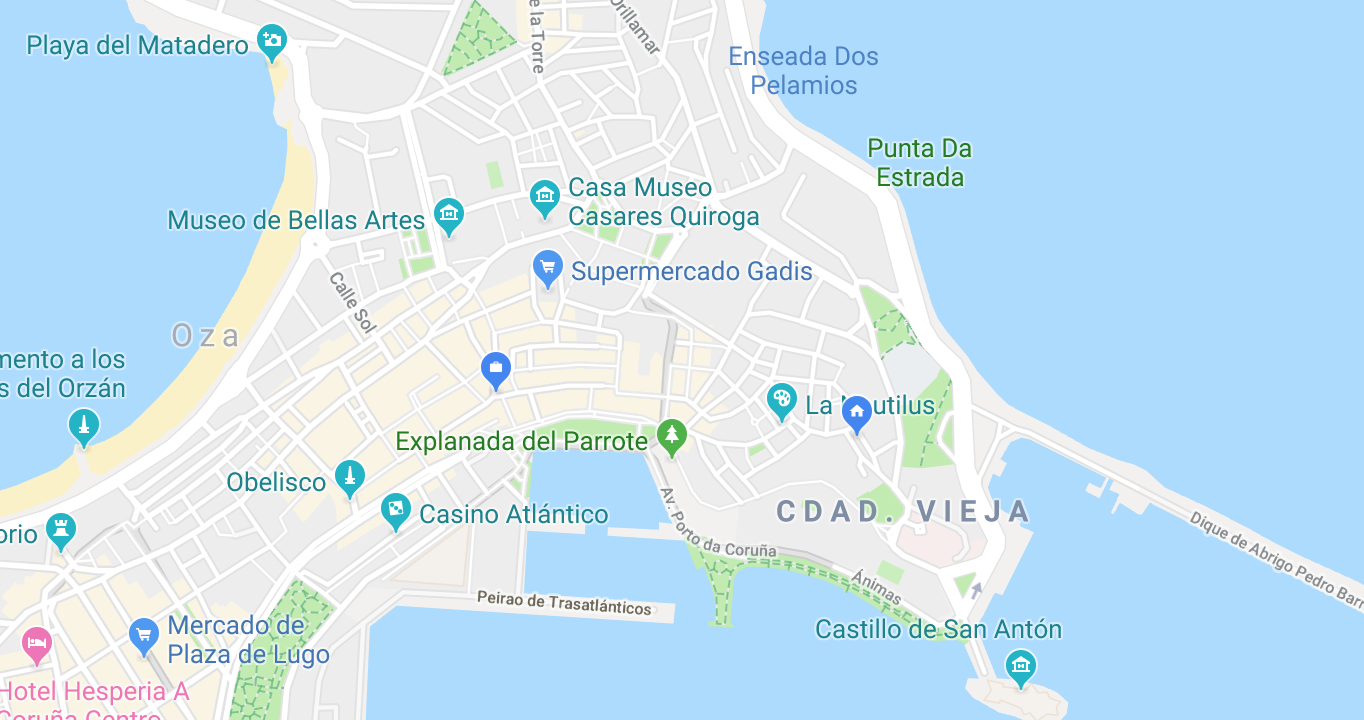 de la Torre
Orillamar
Playa del Matadero
Enseada Dos
Pelamios
Punta Da
Estrada
Casa Museo
Casares Quiroga
Museo de Bellas Artes
Supermercado Gadis
Calle Sol
Oza
mento a los
s del Orzán
La Nautilus
Explanada del Parrote
Obelisco
Casino Atlántico
CDAD. VIEJA
orio
Av. Porto da Coruña
Dique de Abrigo Pedro Barr
Ánimas
Peirao de Trasatlánticos
Mercado de
Plaza de Lugo
Castillo de San Antón
Hotel Hesperia A
Coruña Centro